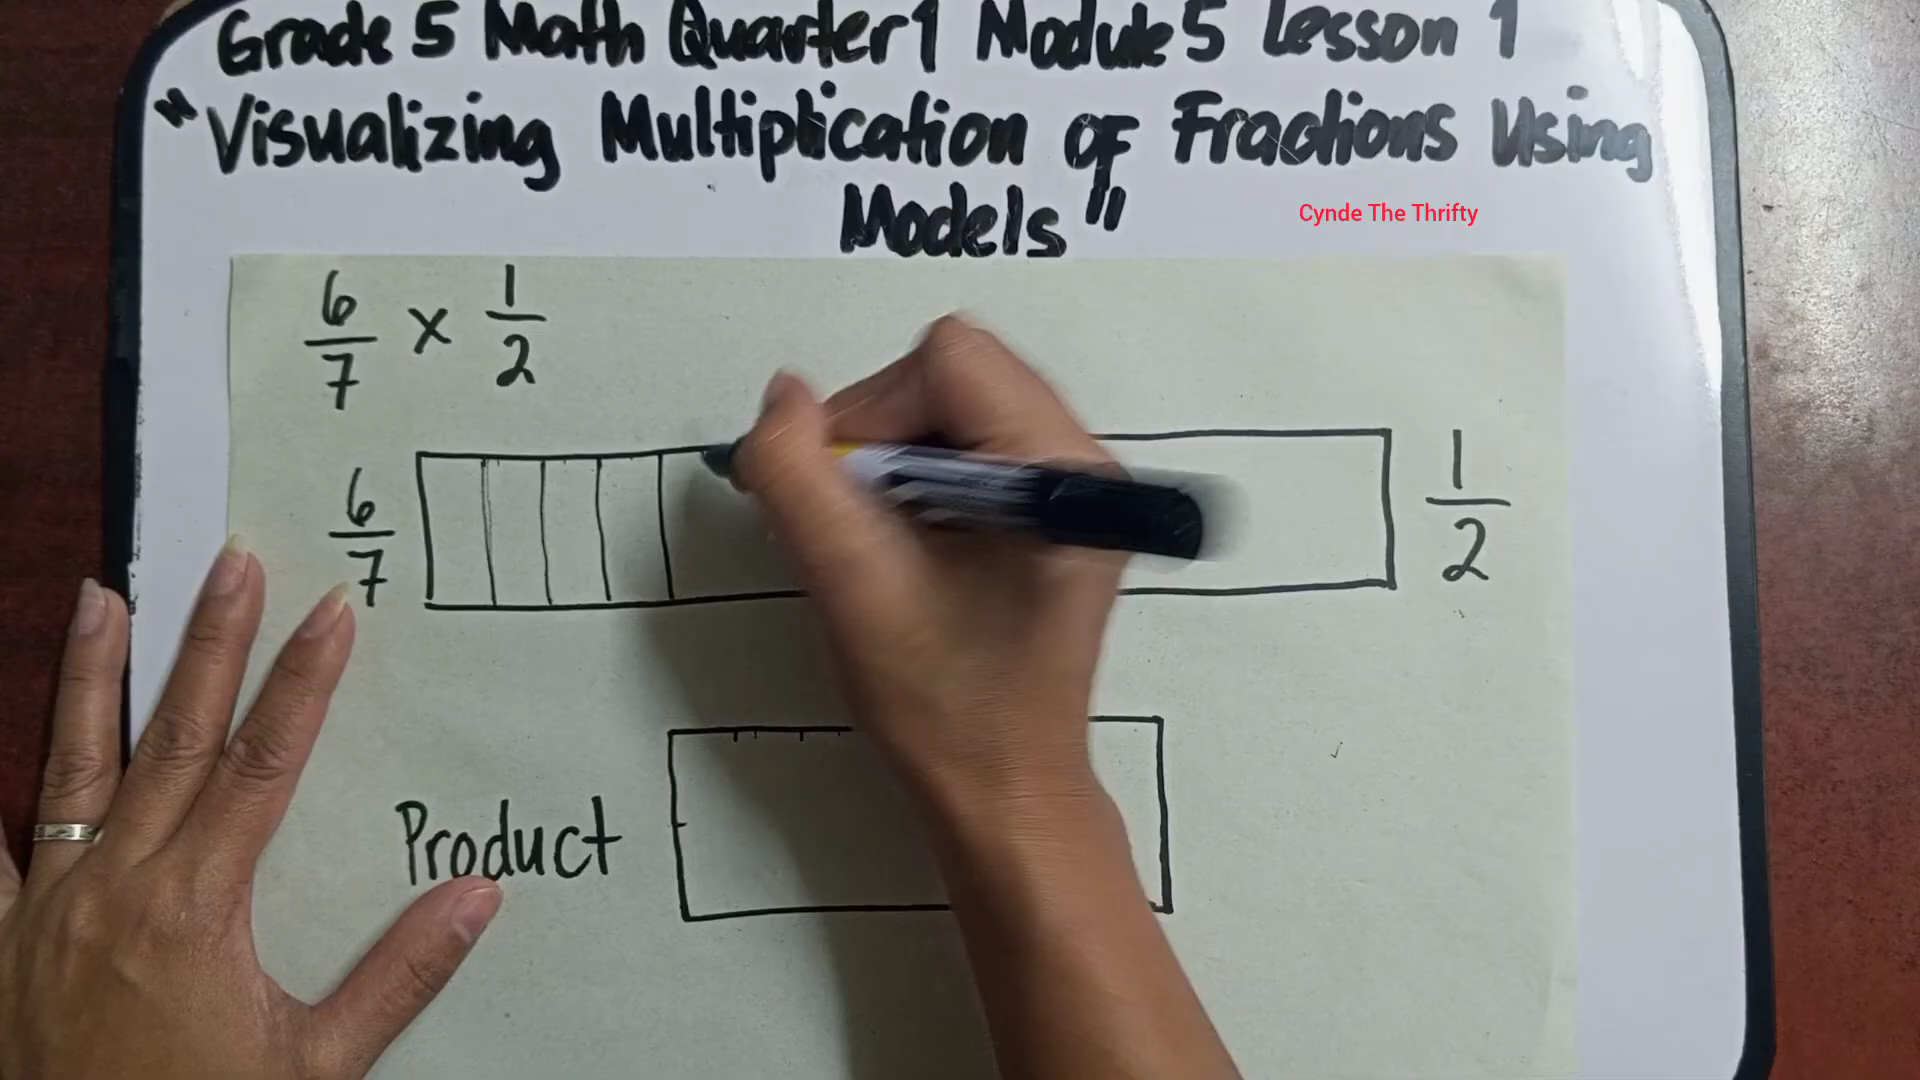 Grade 5 Math Quarter 1 Module 5 Lesson 1
"Visualizing Multiplication of Fractions Using
Models"
Cynde The Thrifty
6/7 x 1/2
6/7
1/2
Product